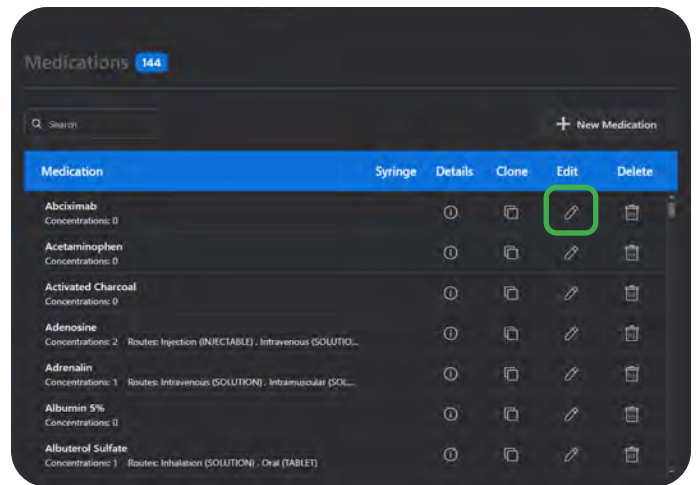 Medications 144
Search
+ New Medication
Medication Syringe Details Clone Edit Delete
Abciximab
Concentrations: 0
Acetaminophen
Concentrations: 0
Activated Charcoal
Concentrations: 0
Adenosine
Concentrations: 2 Routes: Injection (INJECTABLE) , Intravenous (SOLUTIO...
Adrenalin
Concentrations: 1 Routes: Intravenous (SOLUTION) , Intramuscular (SOL...
Albumin 5%
Concentrations: 0
Albuterol Sulfate
Concentrations: 1 Routes: Inhalation (SOLUTION) , Oral (TABLET)